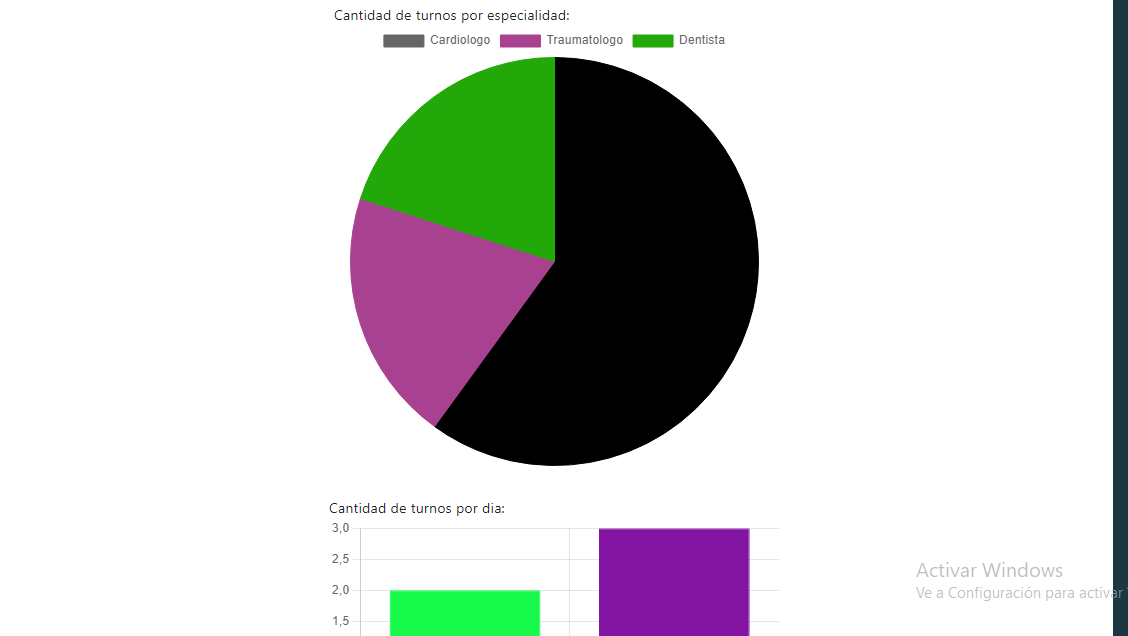 Cantidad de turnos por especialidad:
Cardiologo Traumatologo Dentista
Cantidad de turnos por dia:
3,0
2,5
2,0
1,5
Activar Windows
Ve a Configuración para activar